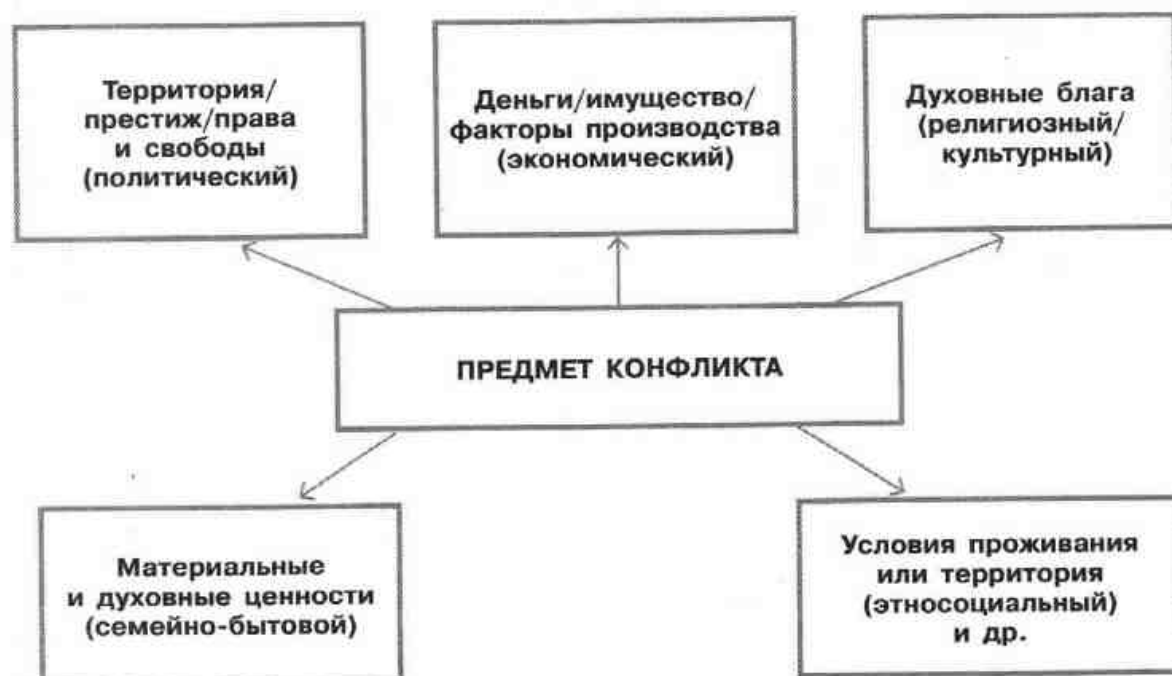 Территория/
престиж/права
и свободы
(политический)
Деньги/имущество/
факторы производства
(экономический)
Духовные блага
(религиозный/
культурный)
ПРЕДМЕТ КОНФЛИКТА
Материальные
и духовные ценности
(семейно-бытовой)
Условия проживания
или территория
(этносоциальный)
и др.